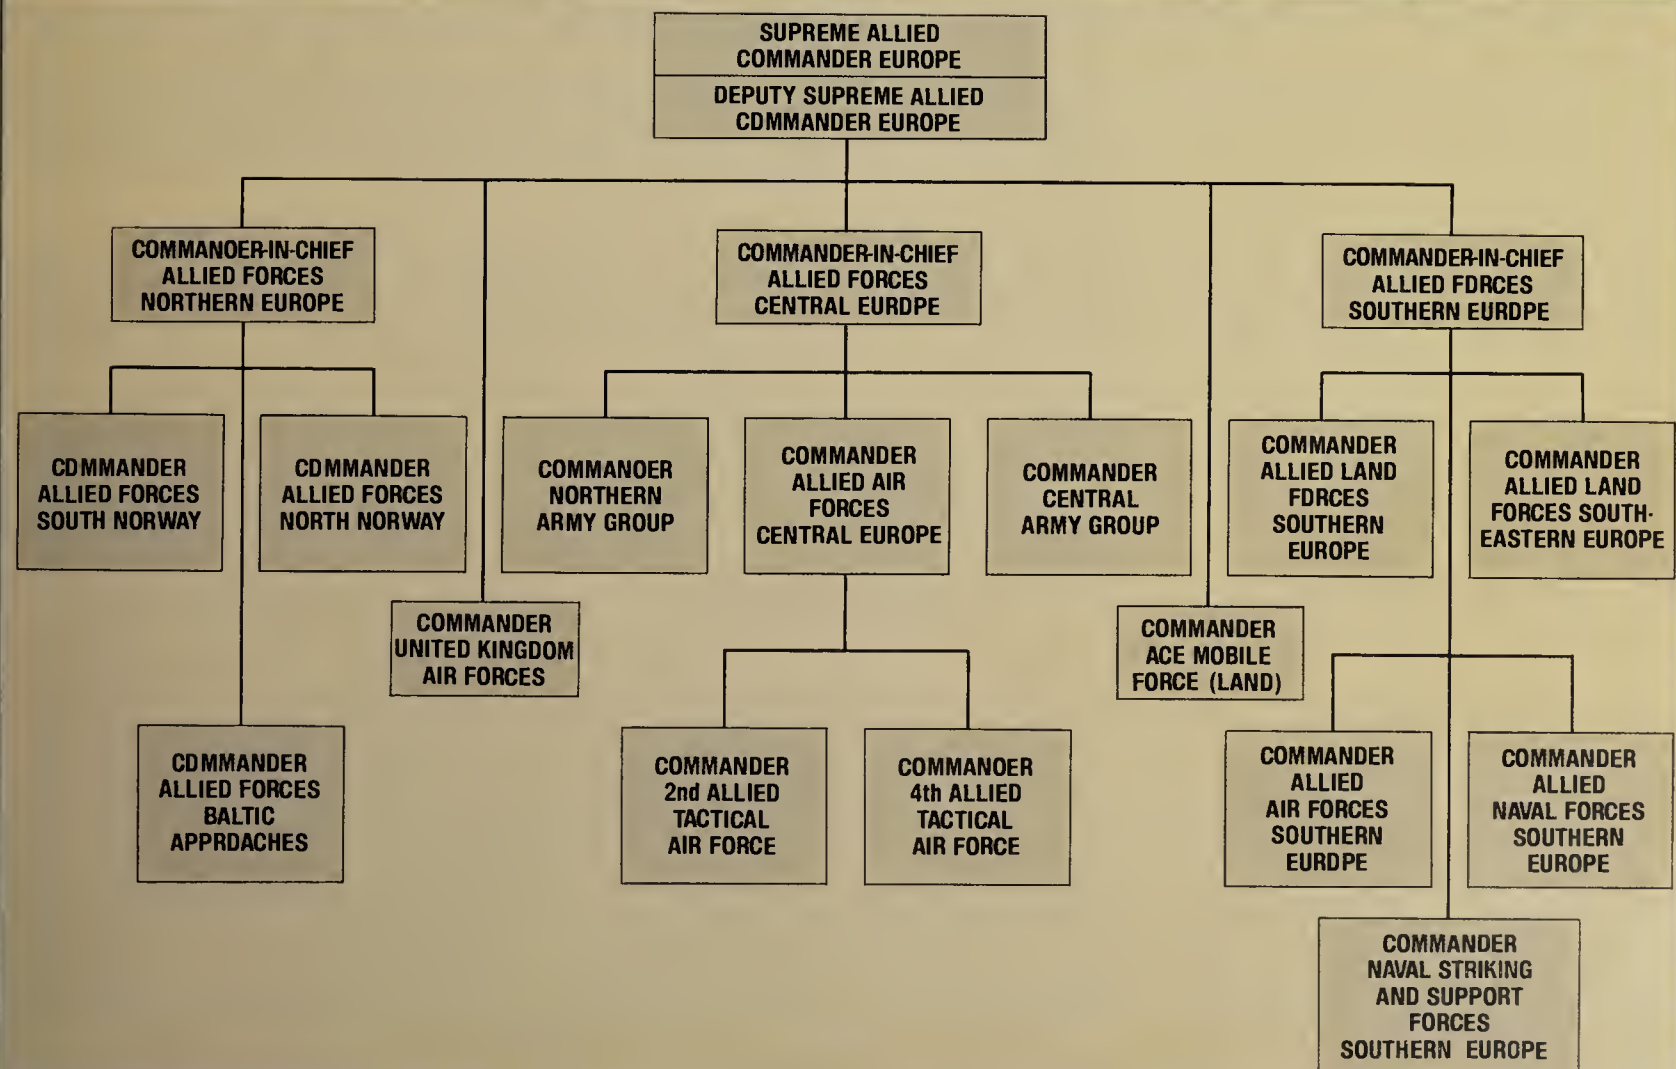 SUPREME ALLIED
COMMANDER EUROPE
DEPUTY SUPREME ALLIED
CDMMANDER EUROPE
COMMANOER-IN-CHIEF
ALLIED FORCES
NORTHERN EUROPE
COMMANDER-IN-CHIEF
ALLIED FORCES
CENTRAL EURDPE
COMMANDER-IN-CHIEF
ALLIED FDRCES
SOUTHERN EURDPE
CDMMANDER
ALLIED FORCES
SOUTH NORWAY
CDMMANDER
ALLIED FORCES
NORTH NORWAY
COMMANOER
NORTHERN
ARMY GROUP
COMMANDER
ALLIED AIR
FORCES
CENTRAL EUROPE
COMMANDER
CENTRAL
ARMY GROUP
COMMANDER
ALLIED LAND
FDRCES
SOUTHERN
EUROPE
COMMANDER
ALLIED LAND
FORCES SOUTH-
EASTERN EUROPE
COMMANDER
UNITED KINGDOM
AIR FORCES
COMMANDER
ACE MOBILE
FORCE (LAND)
CDMMANDER
ALLIED FORCES
BALTIC
APPRDACHES
COMMANDER
2nd ALLIED
TACTICAL
AIR FORCE
COMMANOER
4th ALLIED
TACTICAL
AIR FORCE
COMMANDER
ALLIED
AIR FORCES
SOUTHERN
EURDPE
COMMANDER
ALLIED
NAVAL FORCES
SOUTHERN
EUROPE
COMMANDER
NAVAL STRIKING
AND SUPPORT
FORCES
SOUTHERN EUROPE